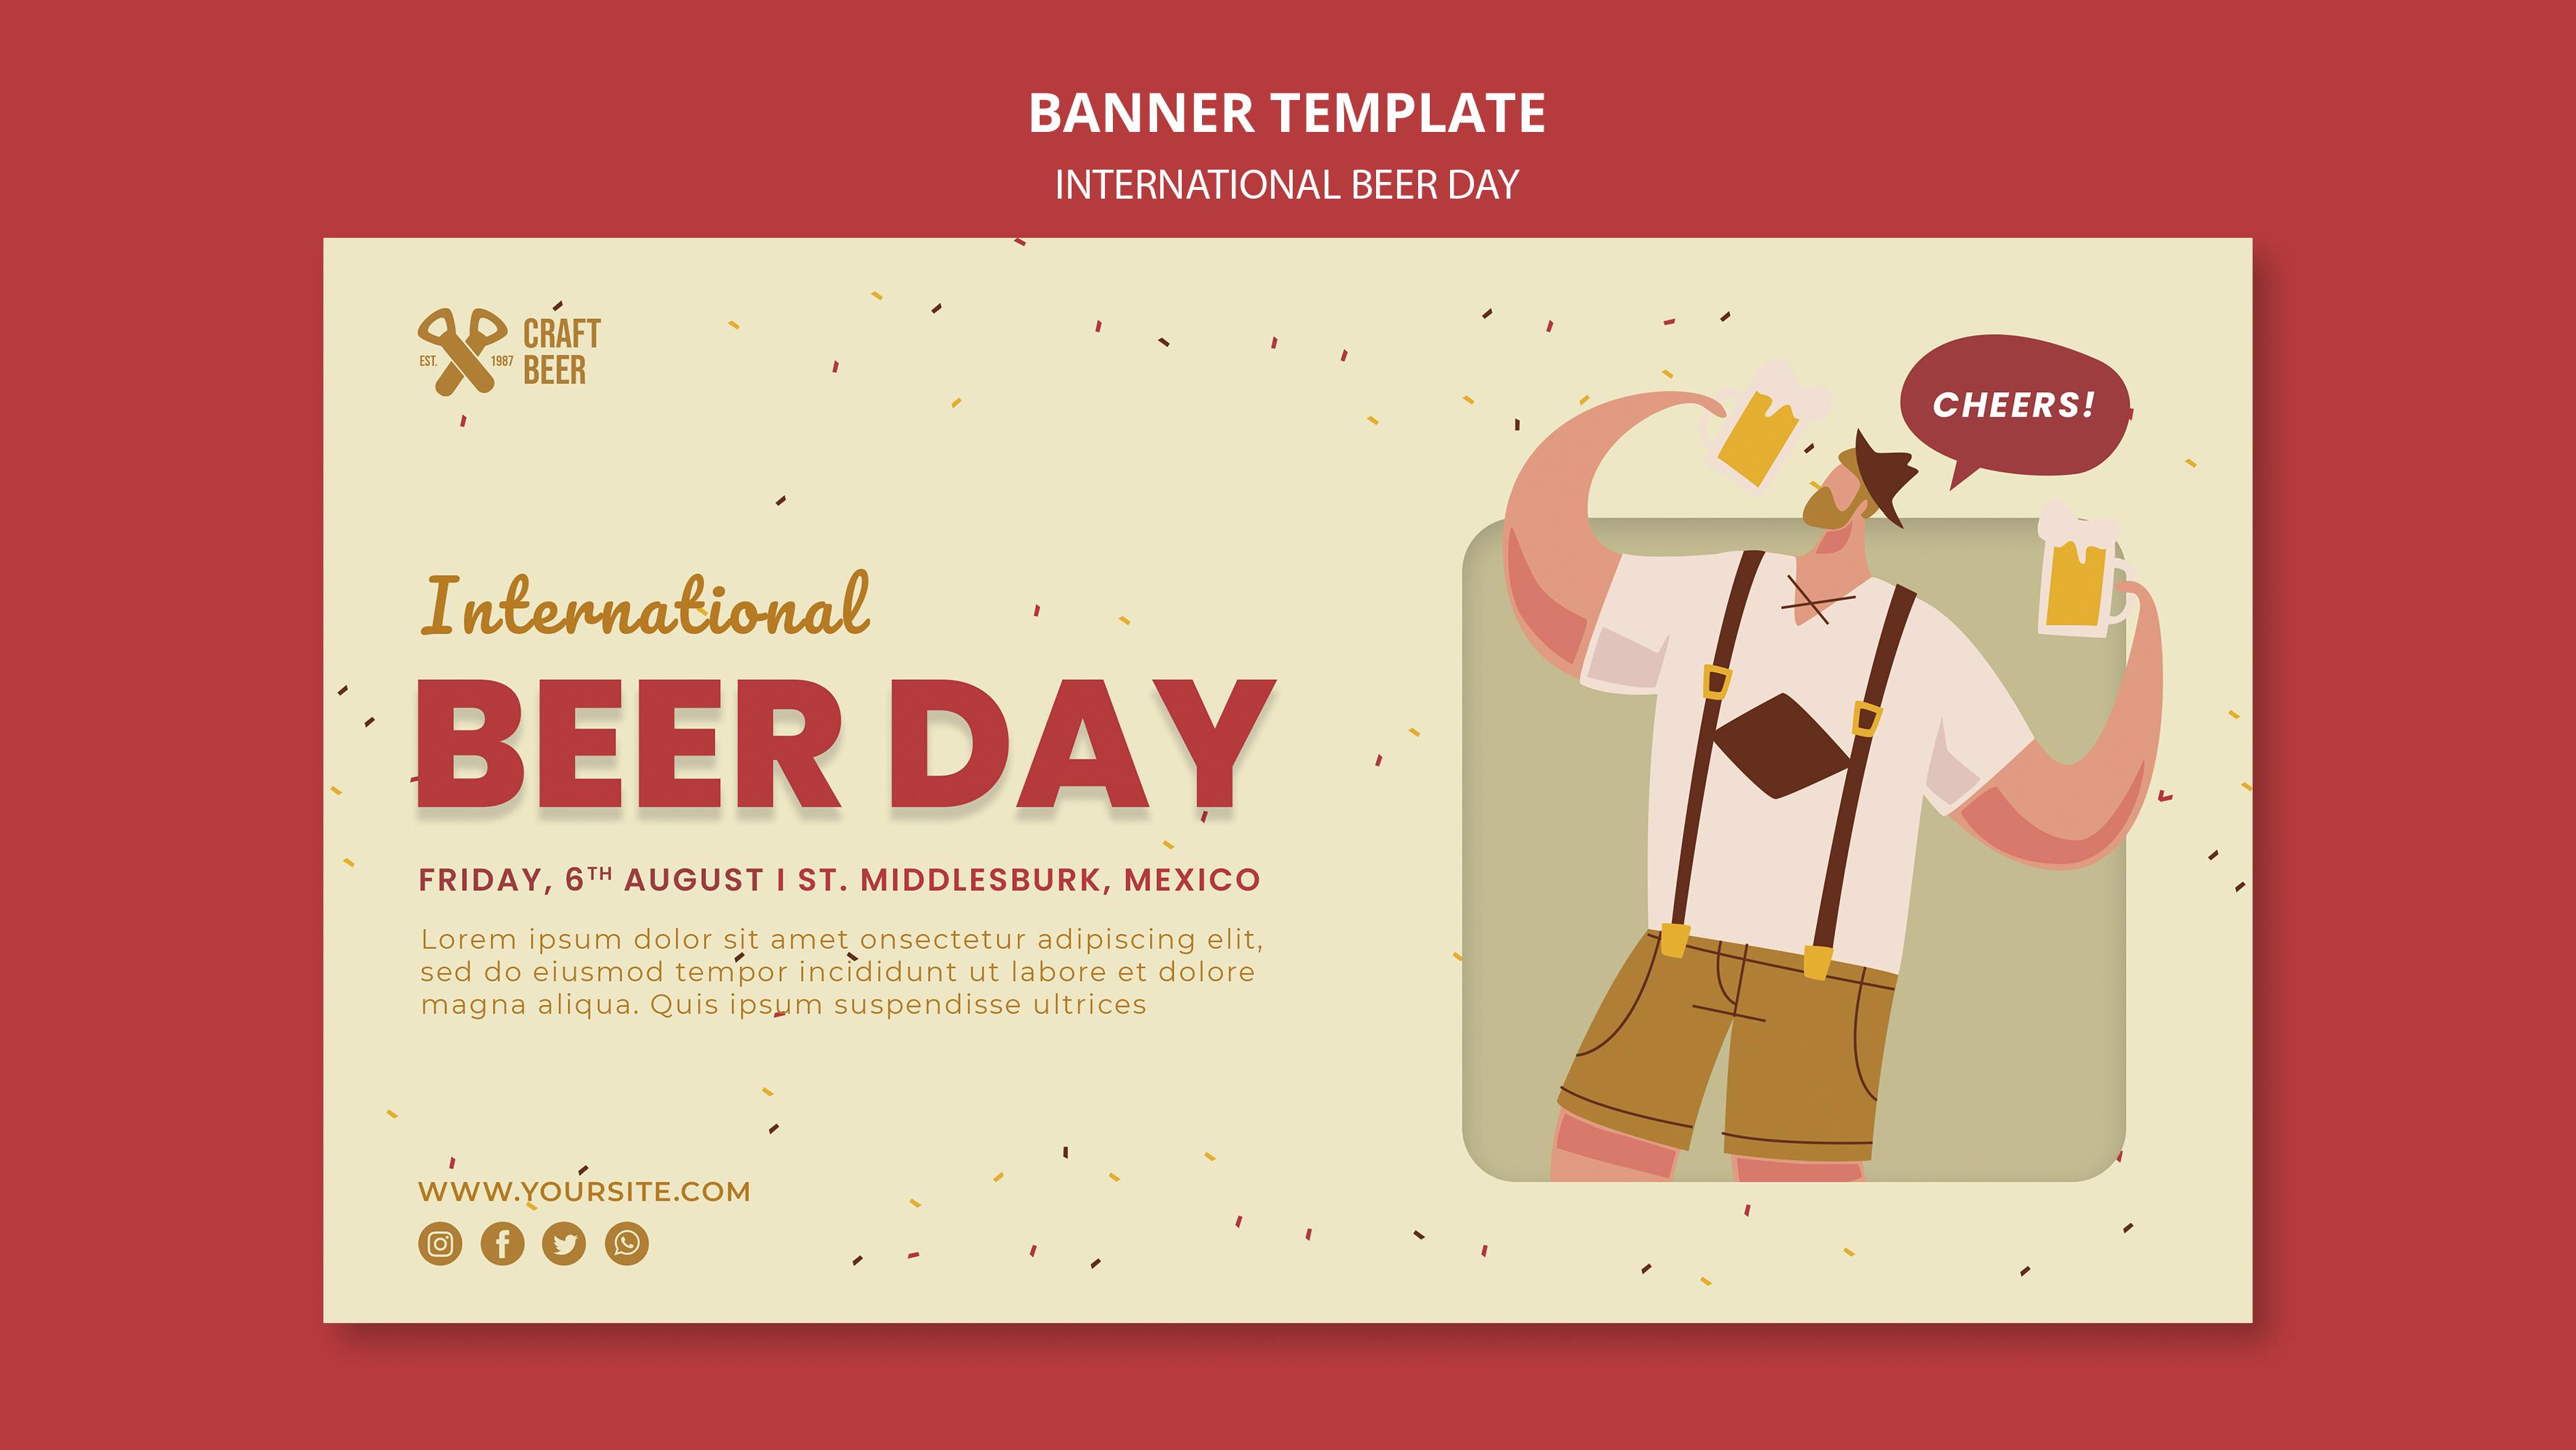 BANNER TEMPLATE
INTERNATIONAL BEER DAY
EST. 1987
CRAFT
BEER
CHEERS!
International
BEER DAY
FRIDAY, 6TH AUGUST I ST. MIDDLESBURK, MEXICO
Lorem ipsum dolor sit amet onsectetur adipiscing elit,
sed do eiusmod tempor incididunt ut labore et dolore
magna aliqua. Quis ipsum suspendisse ultrices
WWW.YOURSITE.COM